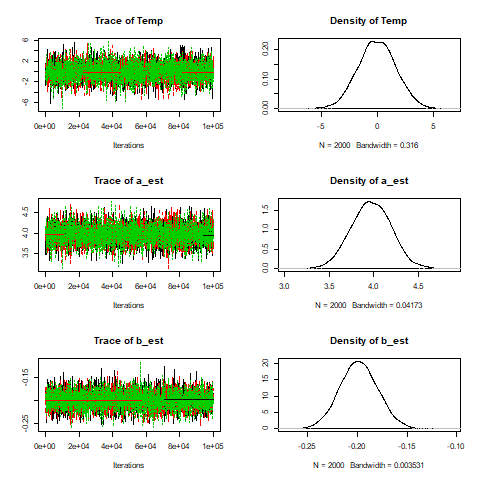 Trace of Temp
6
2
-2
-6
0e+00 2e+04 4e+04 6e+04 8e+04 1e+05
Iterations
Density of Temp
0.20
0.10
0.00
-5 0 5
N = 2000 Bandwidth = 0.316
Trace of a_est
4.5
4.0
3.5
0e+00 2e+04 4e+04 6e+04 8e+04 1e+05
Iterations
Density of a_est
1.5
1.0
0.5
0.0
3.0 3.5 4.0 4.5
N = 2000 Bandwidth = 0.04173
Trace of b_est
-0.15
-0.25
0e+00 2e+04 4e+04 6e+04 8e+04 1e+05
Iterations
Density of b_est
20
15
10
5
0
-0.25 -0.20 -0.15 -0.10
N = 2000 Bandwidth = 0.003531